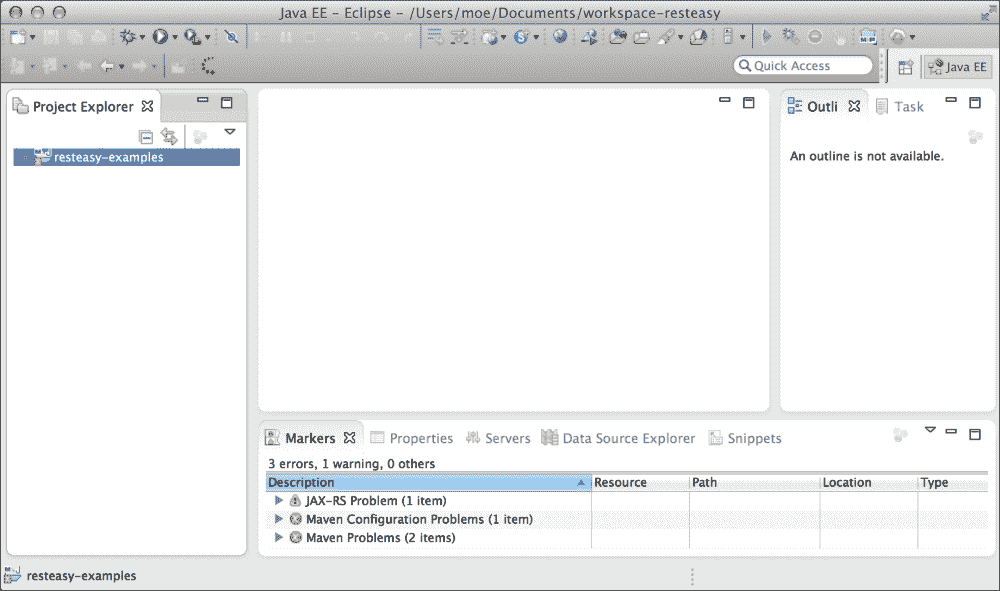 Java EE - Eclipse - /Users/moe/Documents/workspace-resteasy
Quick Access
Java EE
Project Explorer
resteasy-examples
Outli
Task
An outline is not available.
Markers
Properties
Servers
Data Source Explorer
Snippets
3 errors, 1 warning, 0 others
Description
Resource
Path
Location
Type
JAX-RS Problem (1 item)
Maven Configuration Problems (1 item)
Maven Problems (2 items)
resteasy-examples